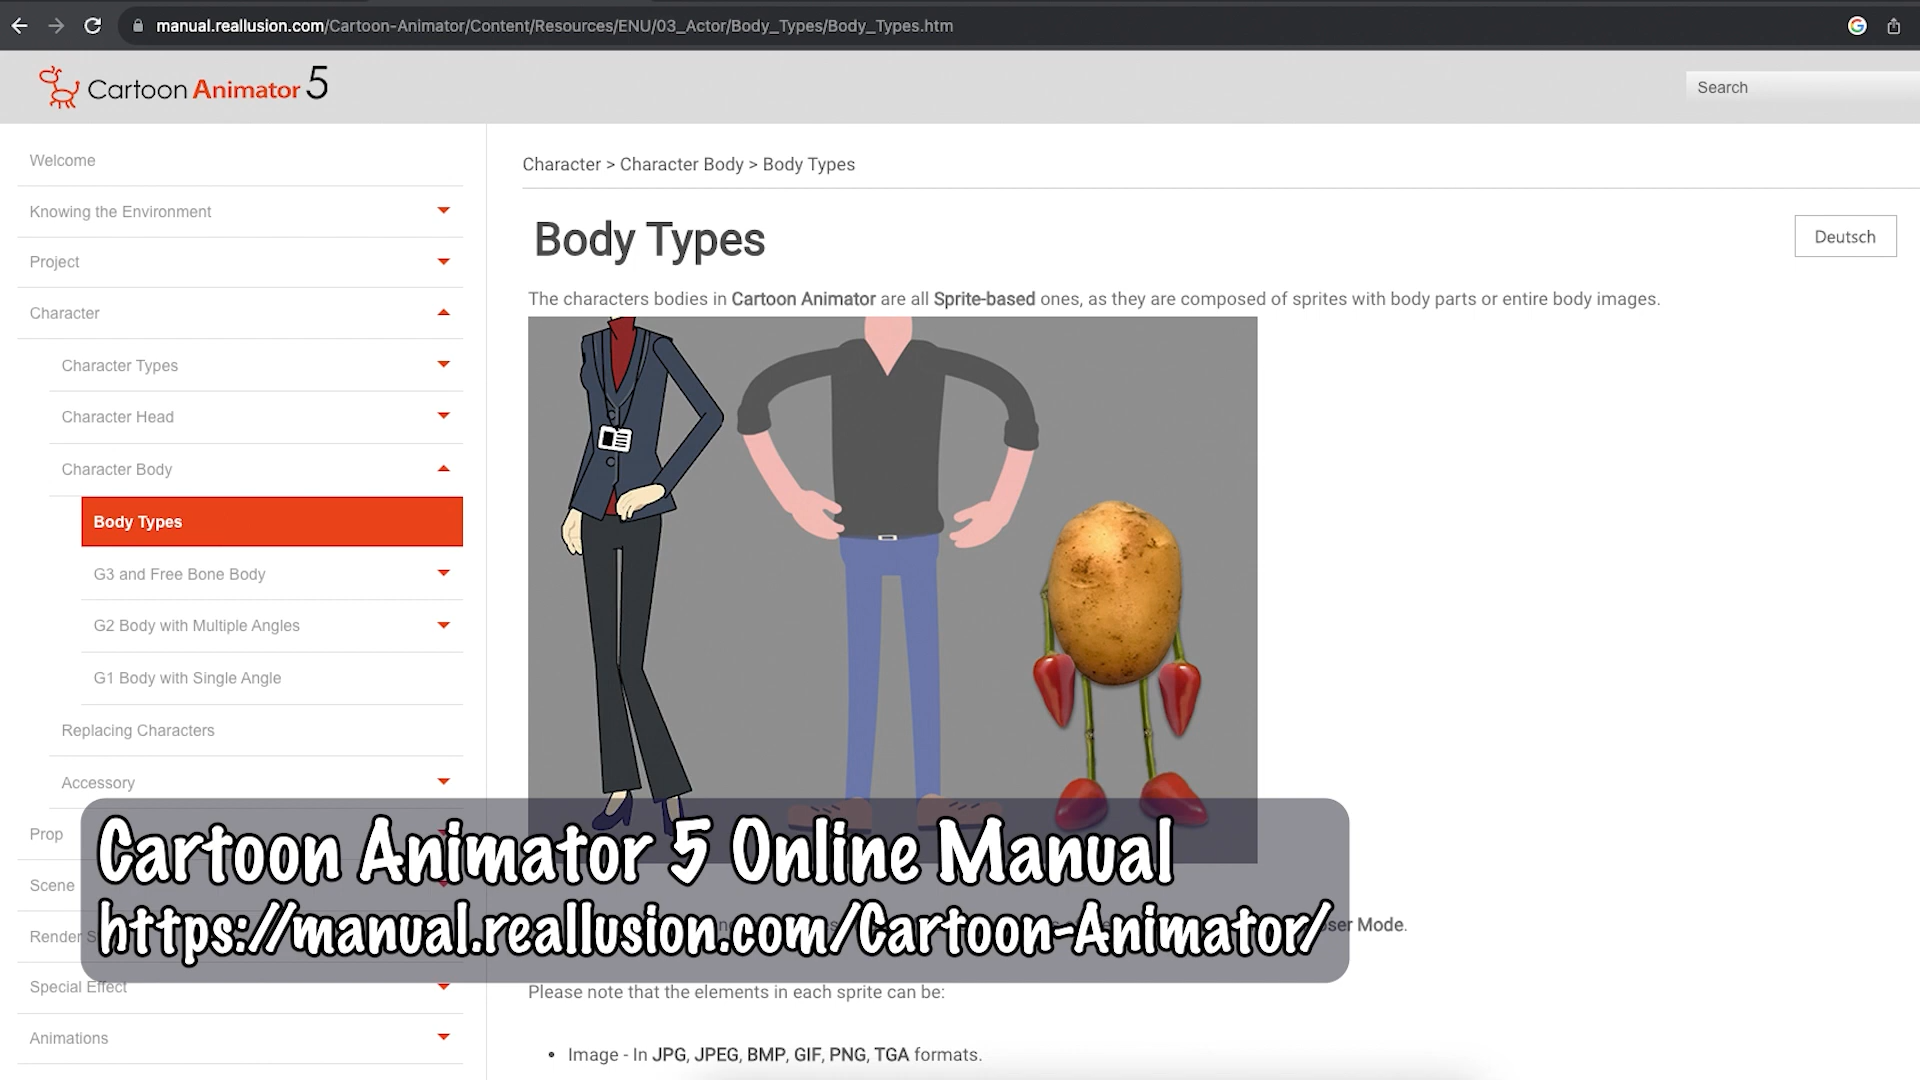 manual.reallusion.com/Cartoon-Animator/Content/Resources/ENU/03_Actor/Body_Types/Body_Types.htm
Cartoon Animator 5
Search
Welcome
Knowing the Environment
Project
Character
Character Types
Character Head
Character Body
Body Types
G3 and Free Bone Body
G2 Body with Multiple Angles
G1 Body with Single Angle
Replacing Characters
Accessory
Prop
Scene
Render
Special Effect
Animations
Character > Character Body > Body Types
Body Types
Deutsch
The characters bodies in Cartoon Animator are all Sprite-based ones, as they are composed of sprites with body parts or entire body images.
Mode.
Please note that the elements in each sprite can be:
• Image - In JPG, JPEG, BMP, GIF, PNG, TGA formats.
Cartoon Animator 5 Online Manual
https://manual.reallusion.com/Cartoon-Animator/